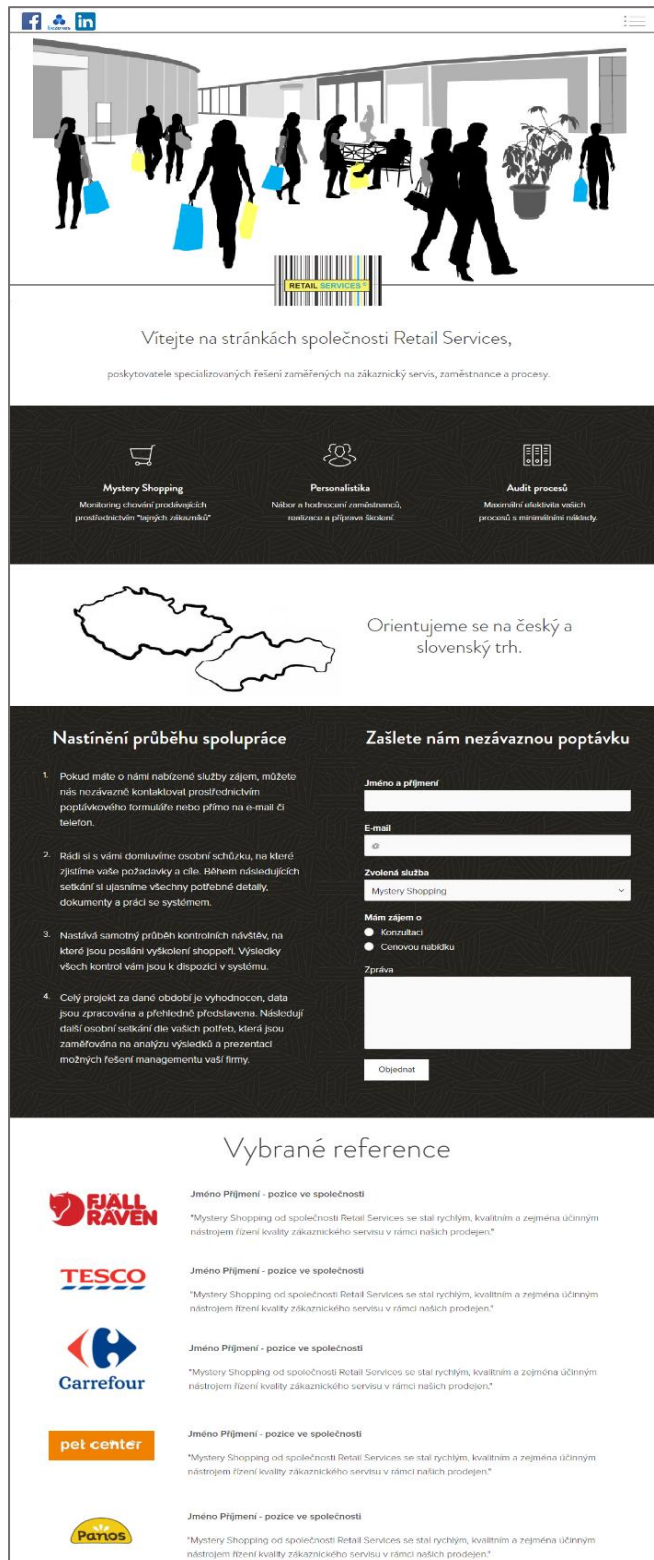 RETAIL SERVICES®
Vítejte na stránkách společnosti Retail Services,
poskytovatele specializovaných řešení zaměřených na zákaznický servis, zaměstnance a procesy.
Mystery Shopping
Monitoring chování prodávajících
prostřednictvím "tajných zákazníků"
Personalistika
Nábor a hodnocení zaměstnanců,
realizace a příprava školení.
Audit procesů
Maximální efektivita vašich
procesů s minimálními náklady.
Orientujeme se na český a
slovenský trh.
Nastínění průběhu spolupráce
1. Pokud máte o námi nabízené služby zájem, můžete
nás nezávazně kontaktovat prostřednictvím
poptávkového formuláře nebo přímo na e-mail či
telefon.
2. Rádi si s vámi domluvíme osobní schůzku, na které
zjistíme vaše požadavky a cíle. Během následujících
setkání si ujasníme všechny potřebné detaily,
dokumenty a práci se systémem.
3. Nastává samotný průběh kontrolních návštěv, na
které jsou posíláni vyškolení shoppeři. Výsledky
všech kontrol vám jsou k dispozici v systému.
4. Celý projekt za dané období je vyhodnocen, data
jsou zpracována a přehledně představena. Následují
další osobní setkání dle vašich potřeb, která jsou
zaměřována na analýzu výsledků a prezentaci
možných řešení managementu vaší firmy.
Zašlete nám nezávaznou poptávku
Jméno a příjmení
E-mail
@
Zvolená služba
Mystery Shopping
Mám zájem o
Konzultaci
Cenovou nabídku
Zpráva
Objednat
Vybrané reference
FJÄLL
RÄVEN
Jméno Příjmení - pozice ve společnosti
"Mystery Shopping od společnosti Retail Services se stal rychlým, kvalitním a zejména účinným
nástrojem řízení kvality zákaznického servisu v rámci našich prodejen."
TESCO
Jméno Příjmení - pozice ve společnosti
"Mystery Shopping od společnosti Retail Services se stal rychlým, kvalitním a zejména účinným
nástrojem řízení kvality zákaznického servisu v rámci našich prodejen."
Carrefour
Jméno Příjmení - pozice ve společnosti
"Mystery Shopping od společnosti Retail Services se stal rychlým, kvalitním a zejména účinným
nástrojem řízení kvality zákaznického servisu v rámci našich prodejen."
pet center
Jméno Příjmení - pozice ve společnosti
"Mystery Shopping od společnosti Retail Services se stal rychlým, kvalitním a zejména účinným
nástrojem řízení kvality zákaznického servisu v rámci našich prodejen."
Panos
Jméno Příjmení - pozice ve společnosti
"Mystery Shopping od společnosti Retail Services se stal rychlým, kvalitním a zejména účinným
nástrojem řízení kvality zákaznického servisu v rámci našich prodejen."